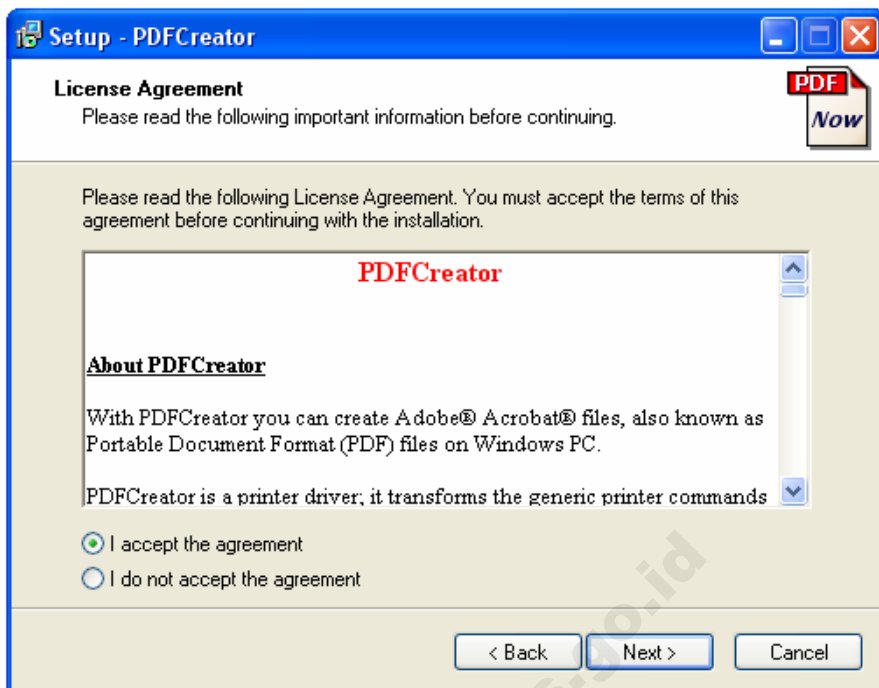 Setup - PDFCreator
License Agreement
Please read the following important information before continuing.
PDF
Now
Please read the following License Agreement. You must accept the terms of this
agreement before continuing with the installation.
PDFCreator
About PDFCreator
With PDFCreator you can create Adobe® Acrobat® files, also known as
Portable Document Format (PDF) files on Windows PC.
PDFCreator is a printer driver; it transforms the generic printer commands
I accept the agreement
I do not accept the agreement
< Back
Next >
Cancel
.go.id